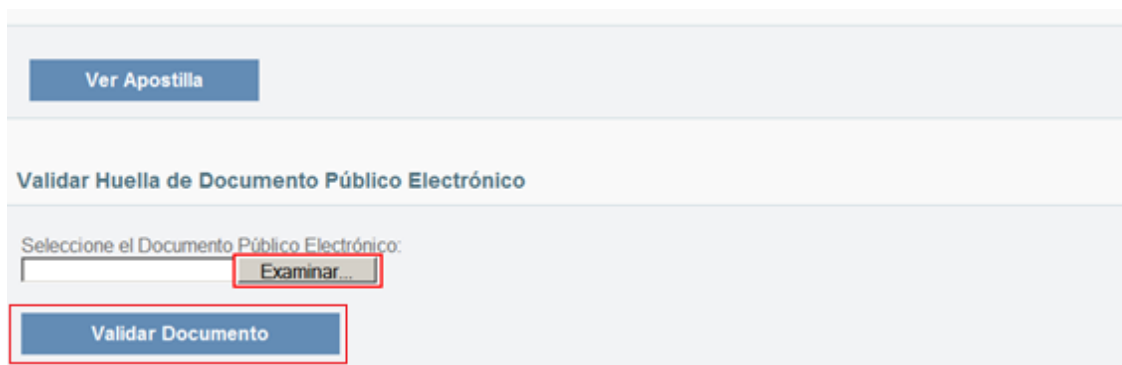 Ver Apostilla
Validar Huella de Documento Público Electrónico
Seleccione el Documento Público Electrónico:
Examinar...
Validar Documento